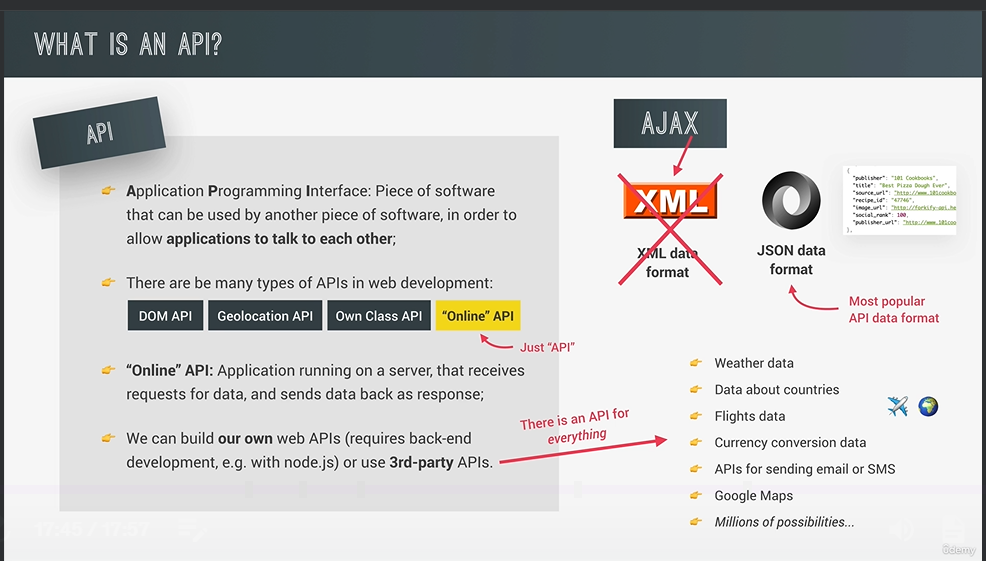 WHAT IS AN API?
API
👉 Application Programming Interface: Piece of software
that can be used by another piece of software, in order to
allow applications to talk to each other;
👉 There are be many types of APIs in web development:
DOM API
Geolocation API
Own Class API
“Online” API
Just “API”
👉 “Online” API: Application running on a server, that receives
requests for data, and sends data back as response;
👉 We can build our own web APIs (requires back-end
development, e.g. with node.js) or use 3rd-party APIs.
There is an API for
everything
AJAX
XML
XML data
format
JSON data
format
{
"publisher": "101 Cookbooks",
"title": "Best Pizza Dough Ever",
"source_url": "http://www.101cookbo
"recipe_id": "47746",
"image_url": "http://forkify-api.he
"social_rank": 100,
"publisher_url": "http://www.101coo
},
Most popular
API data format
👉 Weather data
👉 Data about countries
👉 Flights data
👉 Currency conversion data
👉 APIs for sending email or SMS
👉 Google Maps
👉 Millions of possibilities...
17:45 / 17:57
ûdemy